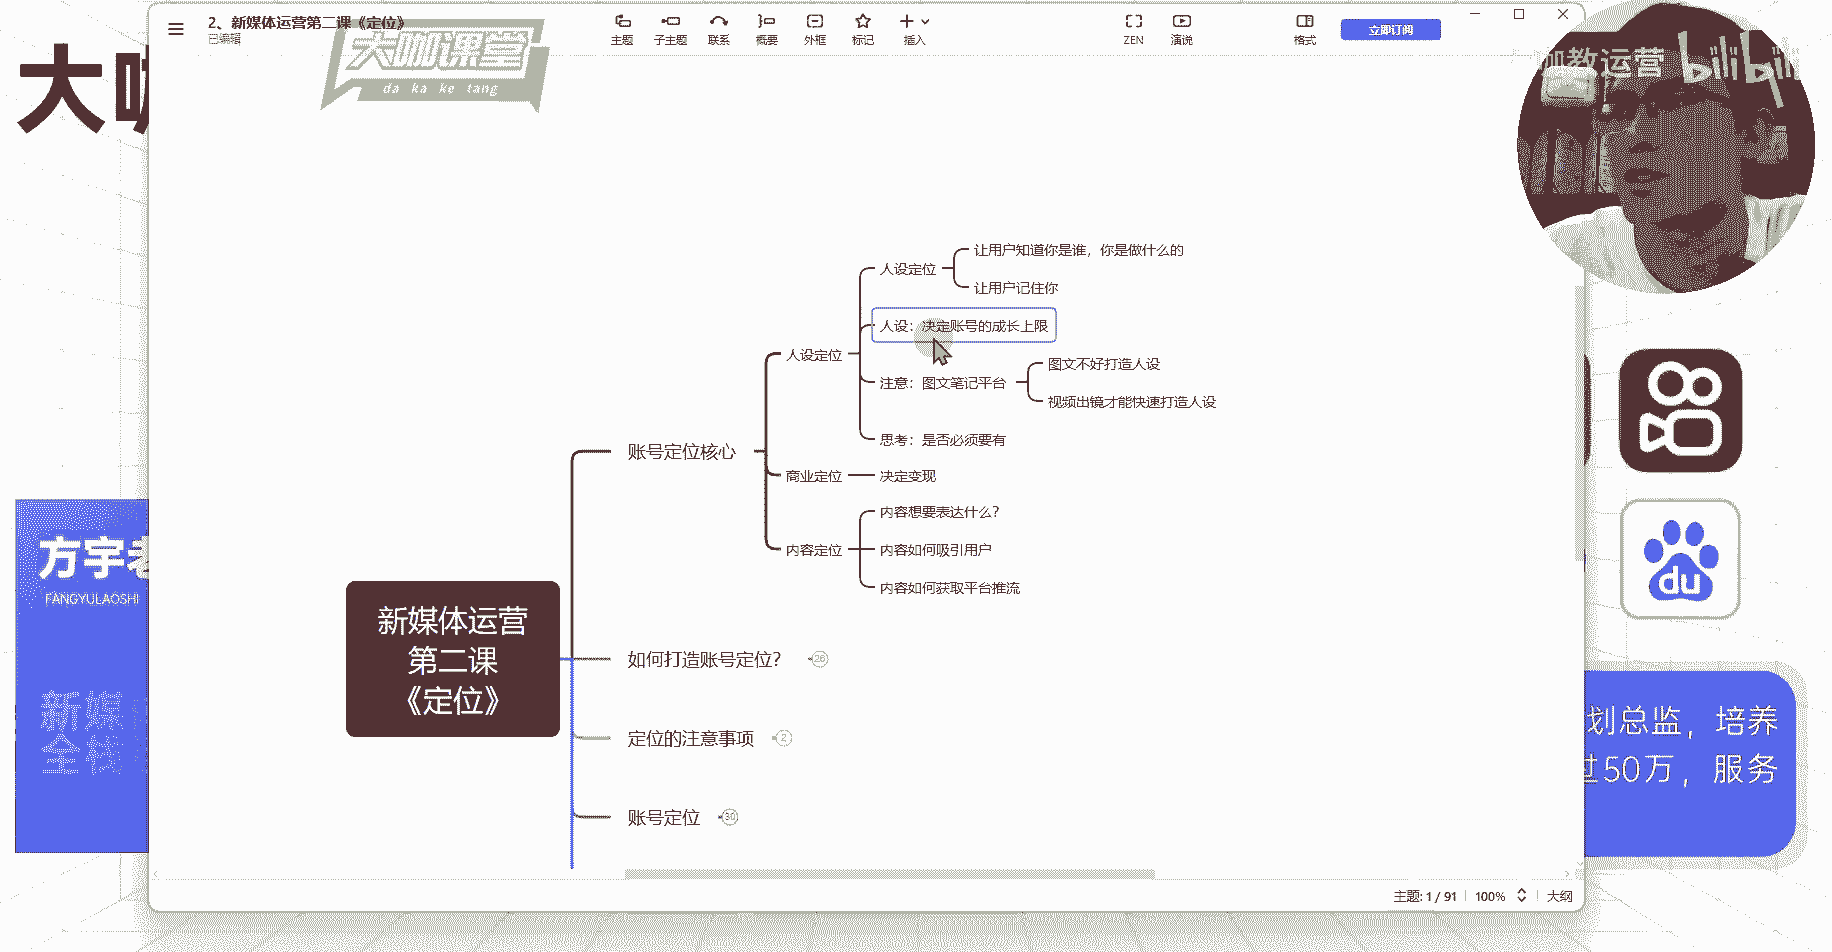 2、新媒体运营第二课《定位》
已编辑
主题
子主题
联系
概要
外框
标记
插入
ZEN
演说
格式
立即订阅
大咖课堂
da ka ke tang
咖教运营
bilibili
大
让用户知道你是谁，你是做什么的
人设定位
让用户记住你
人设：决定账号的成长上限
人设定位
图文不好打造人设
注意：图文笔记平台
视频出镜才能快速打造人设
思考：是否必须要有
账号定位核心
商业定位
决定变现
内容想要表达什么？
内容定位
内容如何吸引用户
内容如何获取平台推流
新媒体运营
第二课
《定位》
如何打造账号定位？
26
定位的注意事项
2
账号定位
30
方宇老
FANGYULAOSHI
新媒
全栈
du
划总监，培养
过50万，服务
主题: 1 / 91
100%
大纲